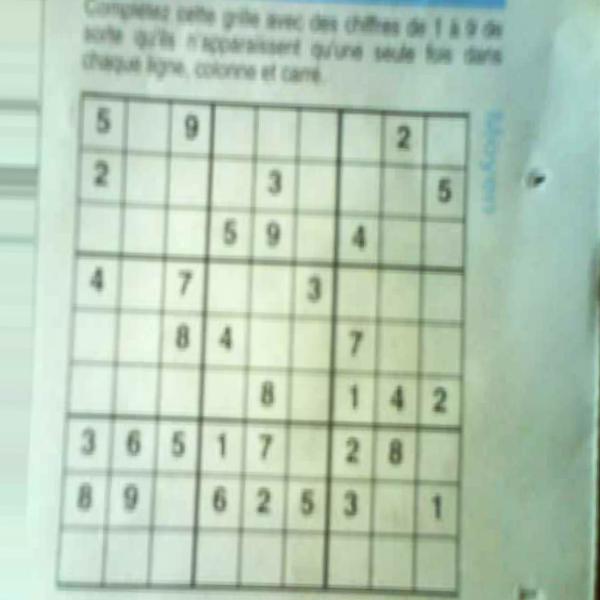 Complétez cette grille avec des chiffres de 1 à 9 de
sorte qu'ils n'apparaissent qu'une seule fois dans
chaque ligne, colonne et carré.
Moyen
5 9 2
2 3 5
5 9 4
4 7 3
8 4 7
8 1 4 2
3 6 5 1 7 2 8
8 9 6 2 5 3 1